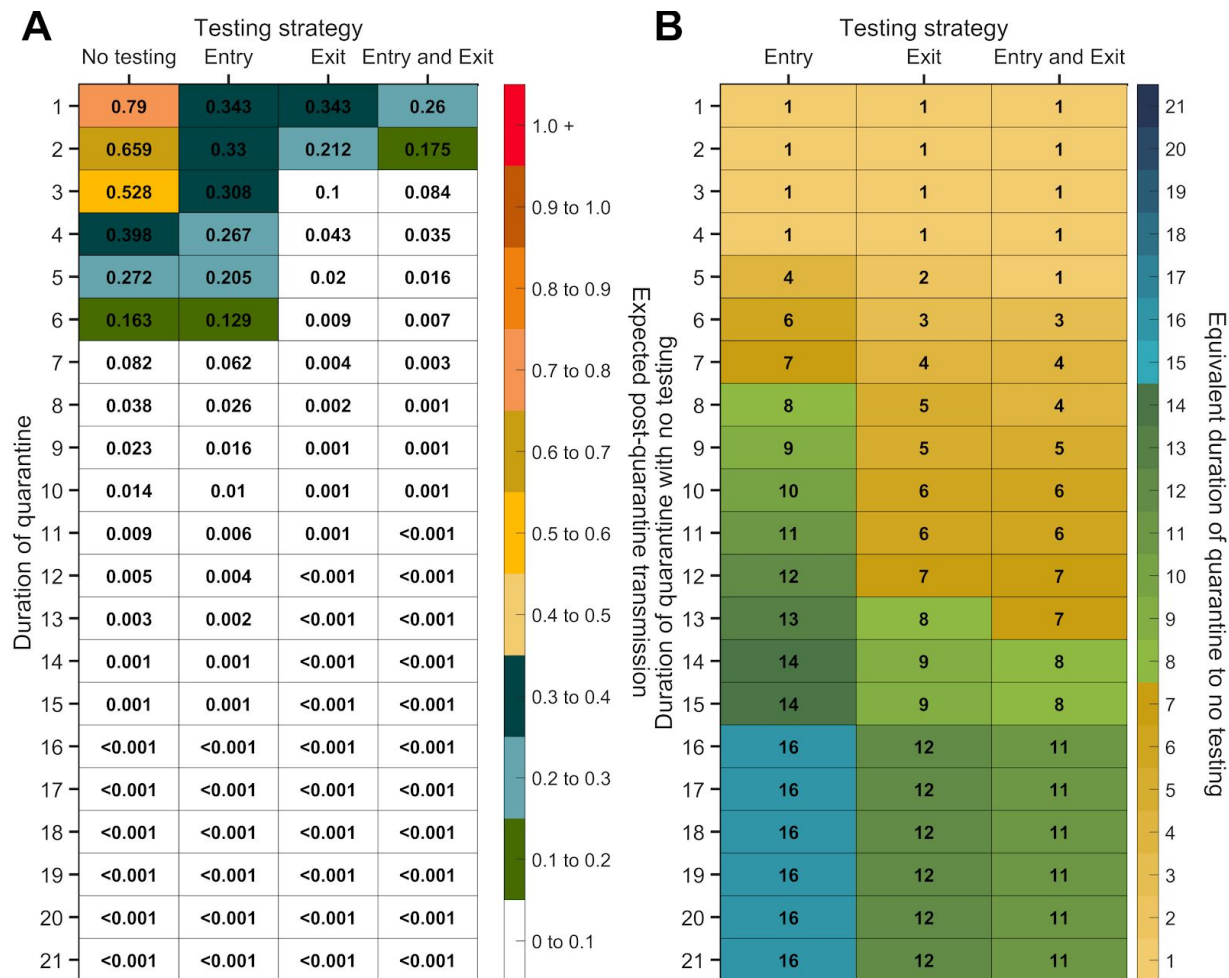 A
Testing strategy
No testing Entry Exit Entry and Exit
Duration of quarantine
1 0.79 0.343 0.343 0.26
2 0.659 0.33 0.212 0.175
3 0.528 0.308 0.1 0.084
4 0.398 0.267 0.043 0.035
5 0.272 0.205 0.02 0.016
6 0.163 0.129 0.009 0.007
7 0.082 0.062 0.004 0.003
8 0.038 0.026 0.002 0.001
9 0.023 0.016 0.001 0.001
10 0.014 0.01 0.001 0.001
11 0.009 0.006 0.001 <0.001
12 0.005 0.004 <0.001 <0.001
13 0.003 0.002 <0.001 <0.001
14 0.001 0.001 <0.001 <0.001
15 0.001 0.001 <0.001 <0.001
16 <0.001 <0.001 <0.001 <0.001
17 <0.001 <0.001 <0.001 <0.001
18 <0.001 <0.001 <0.001 <0.001
19 <0.001 <0.001 <0.001 <0.001
20 <0.001 <0.001 <0.001 <0.001
21 <0.001 <0.001 <0.001 <0.001
1.0 +
0.9 to 1.0
0.8 to 0.9
0.7 to 0.8
0.6 to 0.7
0.5 to 0.6
0.4 to 0.5
0.3 to 0.4
0.2 to 0.3
0.1 to 0.2
0 to 0.1
Expected post-quarantine transmission
B
Testing strategy
Entry Exit Entry and Exit
Duration of quarantine with no testing
1 1 1 1
2 1 1 1
3 1 1 1
4 1 1 1
5 4 2 1
6 6 3 3
7 7 4 4
8 8 5 4
9 9 5 5
10 10 6 6
11 11 6 6
12 12 7 7
13 13 8 7
14 14 9 8
15 14 9 8
16 16 12 11
17 16 12 11
18 16 12 11
19 16 12 11
20 16 12 11
21 16 12 11
21
20
19
18
17
16
15
14
13
12
11
10
9
8
7
6
5
4
3
2
1
Equivalent duration of quarantine to no testing